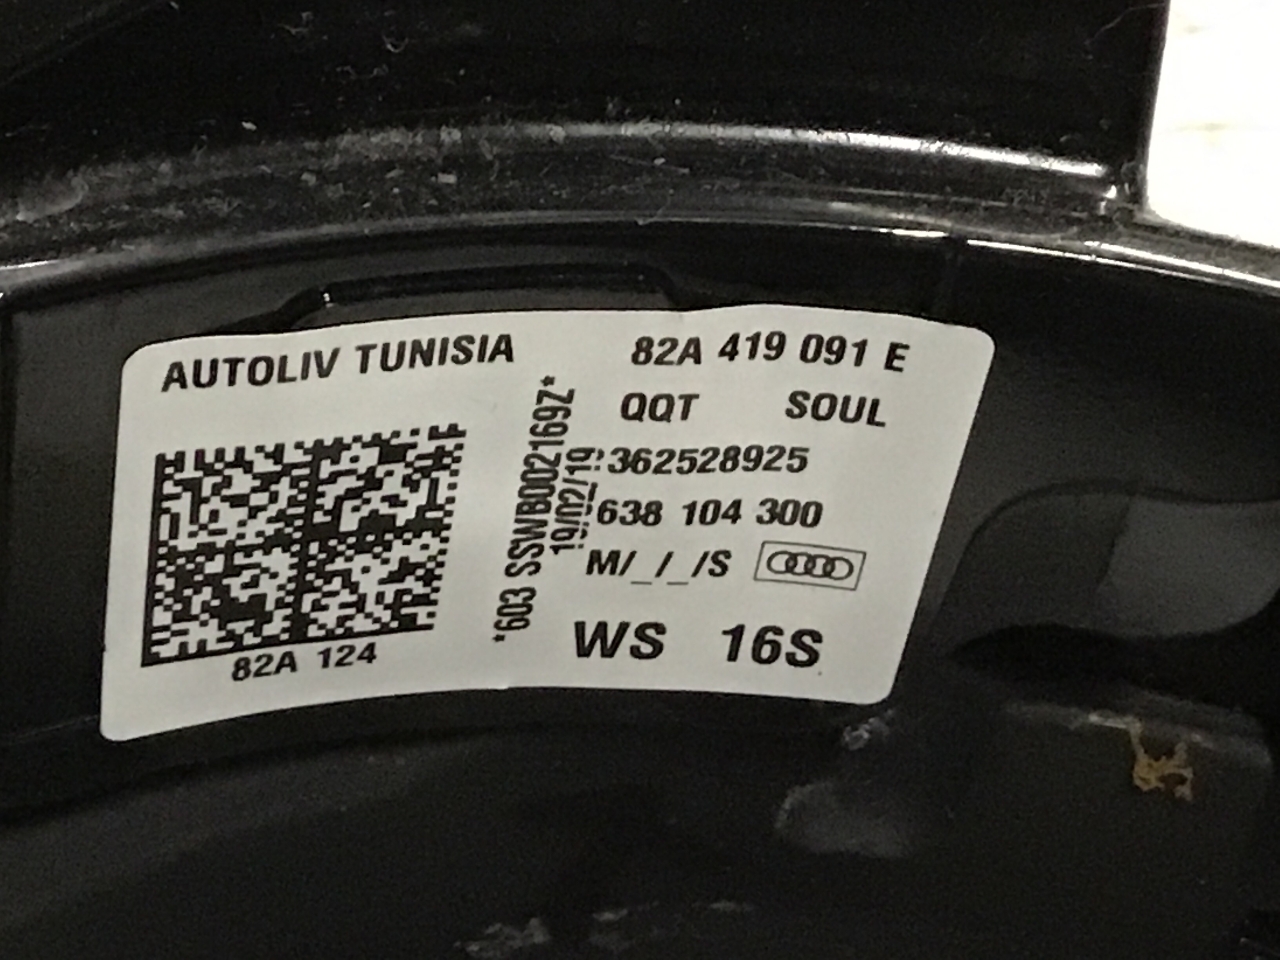 AUTOLIV TUNISIA
82A 419 091 E
QQT SOUL
362528925
638 104 300
M/_/_/S
WS 16S
*603 SSWB002169Z*
19/02/19
82A 124